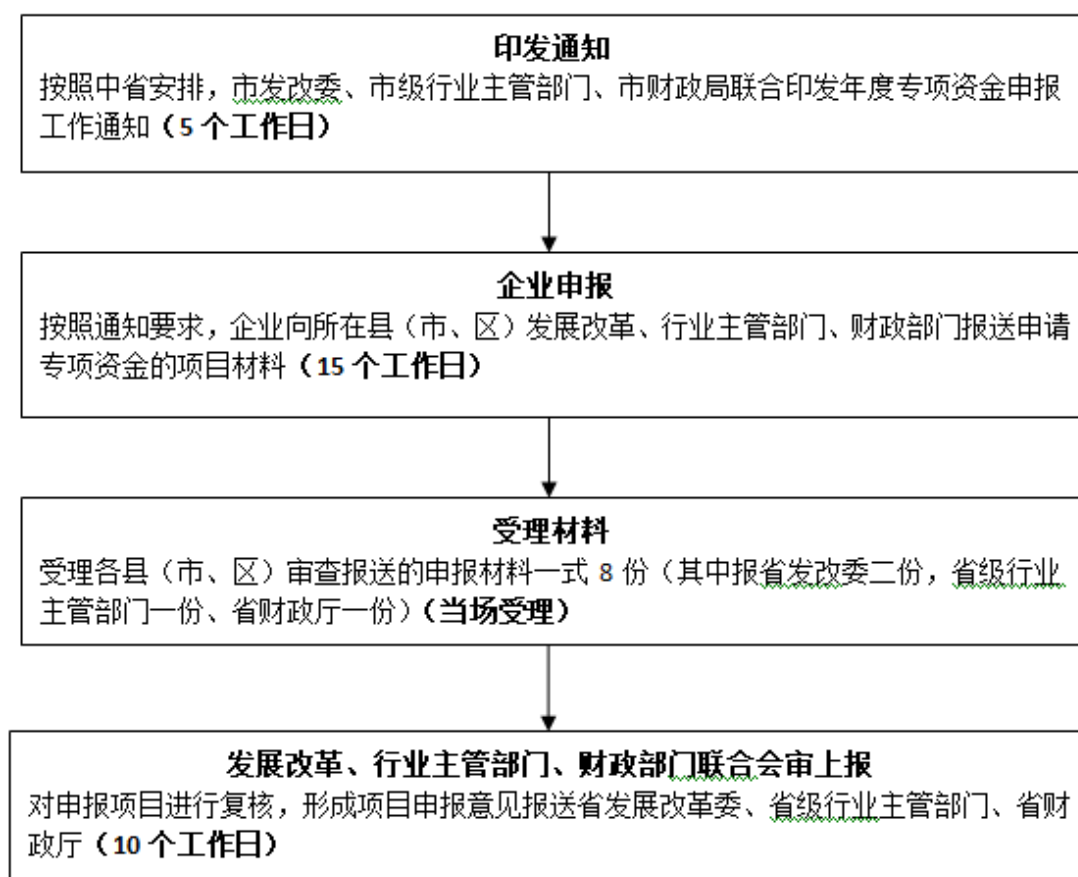 印发通知
按照中省安排，市发改委、市级行业主管部门、市财政局联合印发年度专项资金申报
工作通知（5 个工作日）
企业申报
按照通知要求，企业向所在县（市、区）发展改革、行业主管部门、财政部门报送申请
专项资金的项目材料（15 个工作日）
受理材料
受理各县（市、区）审查报送的申报材料一式 8 份（其中报省发改委二份，省级行业
主管部门一份、省财政厅一份）（当场受理）
发展改革、行业主管部门、财政部门联合会审上报
对申报项目进行复核，形成项目申报意见报送省发展改革委、省级行业主管部门、省财
政厅（10 个工作日）